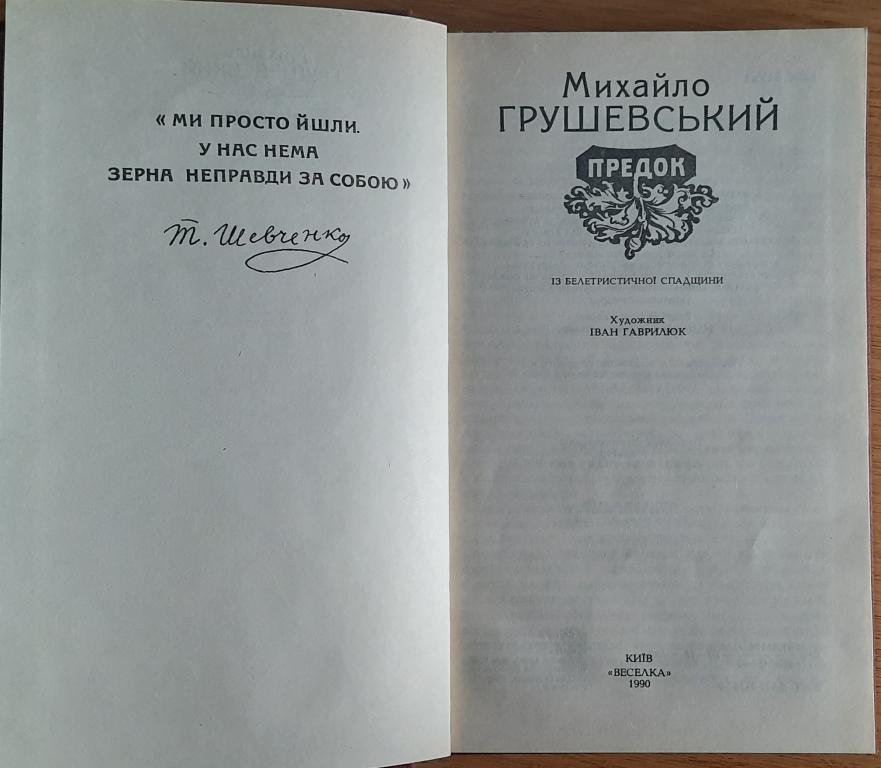 « МИ ПРОСТО ЙШЛИ.
У НАС НЕМА
ЗЕРНА НЕПРАВДИ ЗА СОБОЮ»
Т. Шевченко
Михайло
ГРУШЕВСЬКИЙ
ПРЕДОК
ІЗ БЕЛЕТРИСТИЧНОЇ СПАДЩИНИ
Художник
ІВАН ГАВРИЛЮК
КИЇВ
«ВЕСЕЛКА»
1990